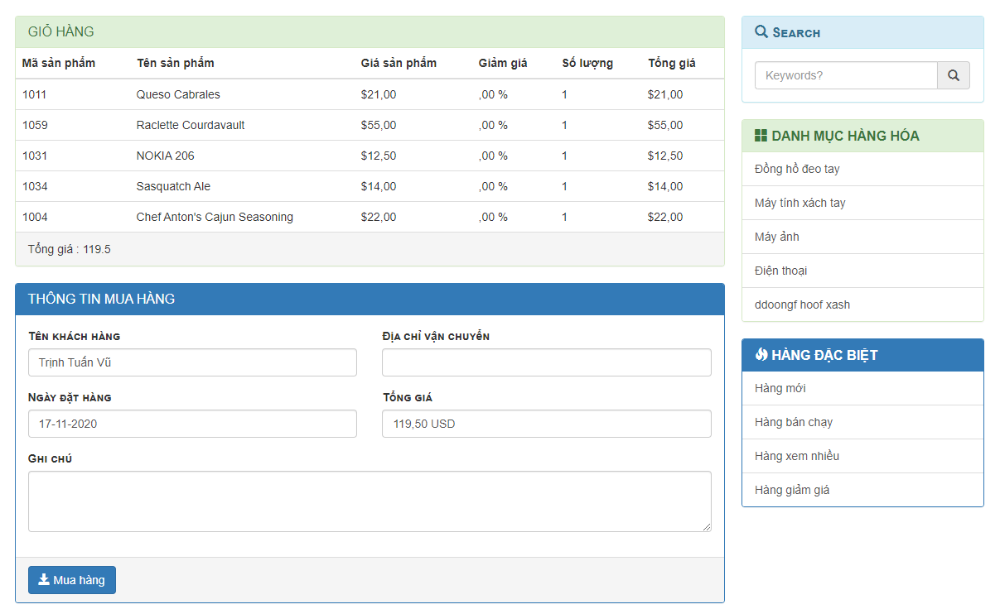 GIỎ HÀNG
Mã sản phẩm Tên sản phẩm Giá sản phẩm Giảm giá Số lượng Tổng giá
1011 Queso Cabrales $21,00 ,00 % 1 $21,00
1059 Raclette Courdavault $55,00 ,00 % 1 $55,00
1031 NOKIA 206 $12,50 ,00 % 1 $12,50
1034 Sasquatch Ale $14,00 ,00 % 1 $14,00
1004 Chef Anton's Cajun Seasoning $22,00 ,00 % 1 $22,00
Tổng giá : 119.5
THÔNG TIN MUA HÀNG
Tên khách hàng Địa chỉ vận chuyển
Trịnh Tuấn Vũ
Ngày đặt hàng Tổng giá
17-11-2020 119,50 USD
Ghi chú
Mua hàng
Search
Keywords?
DANH MỤC HÀNG HÓA
Đồng hồ đeo tay
Máy tính xách tay
Máy ảnh
Điện thoại
ddoongf hoof xash
HÀNG ĐẶC BIỆT
Hàng mới
Hàng bán chạy
Hàng xem nhiều
Hàng giảm giá